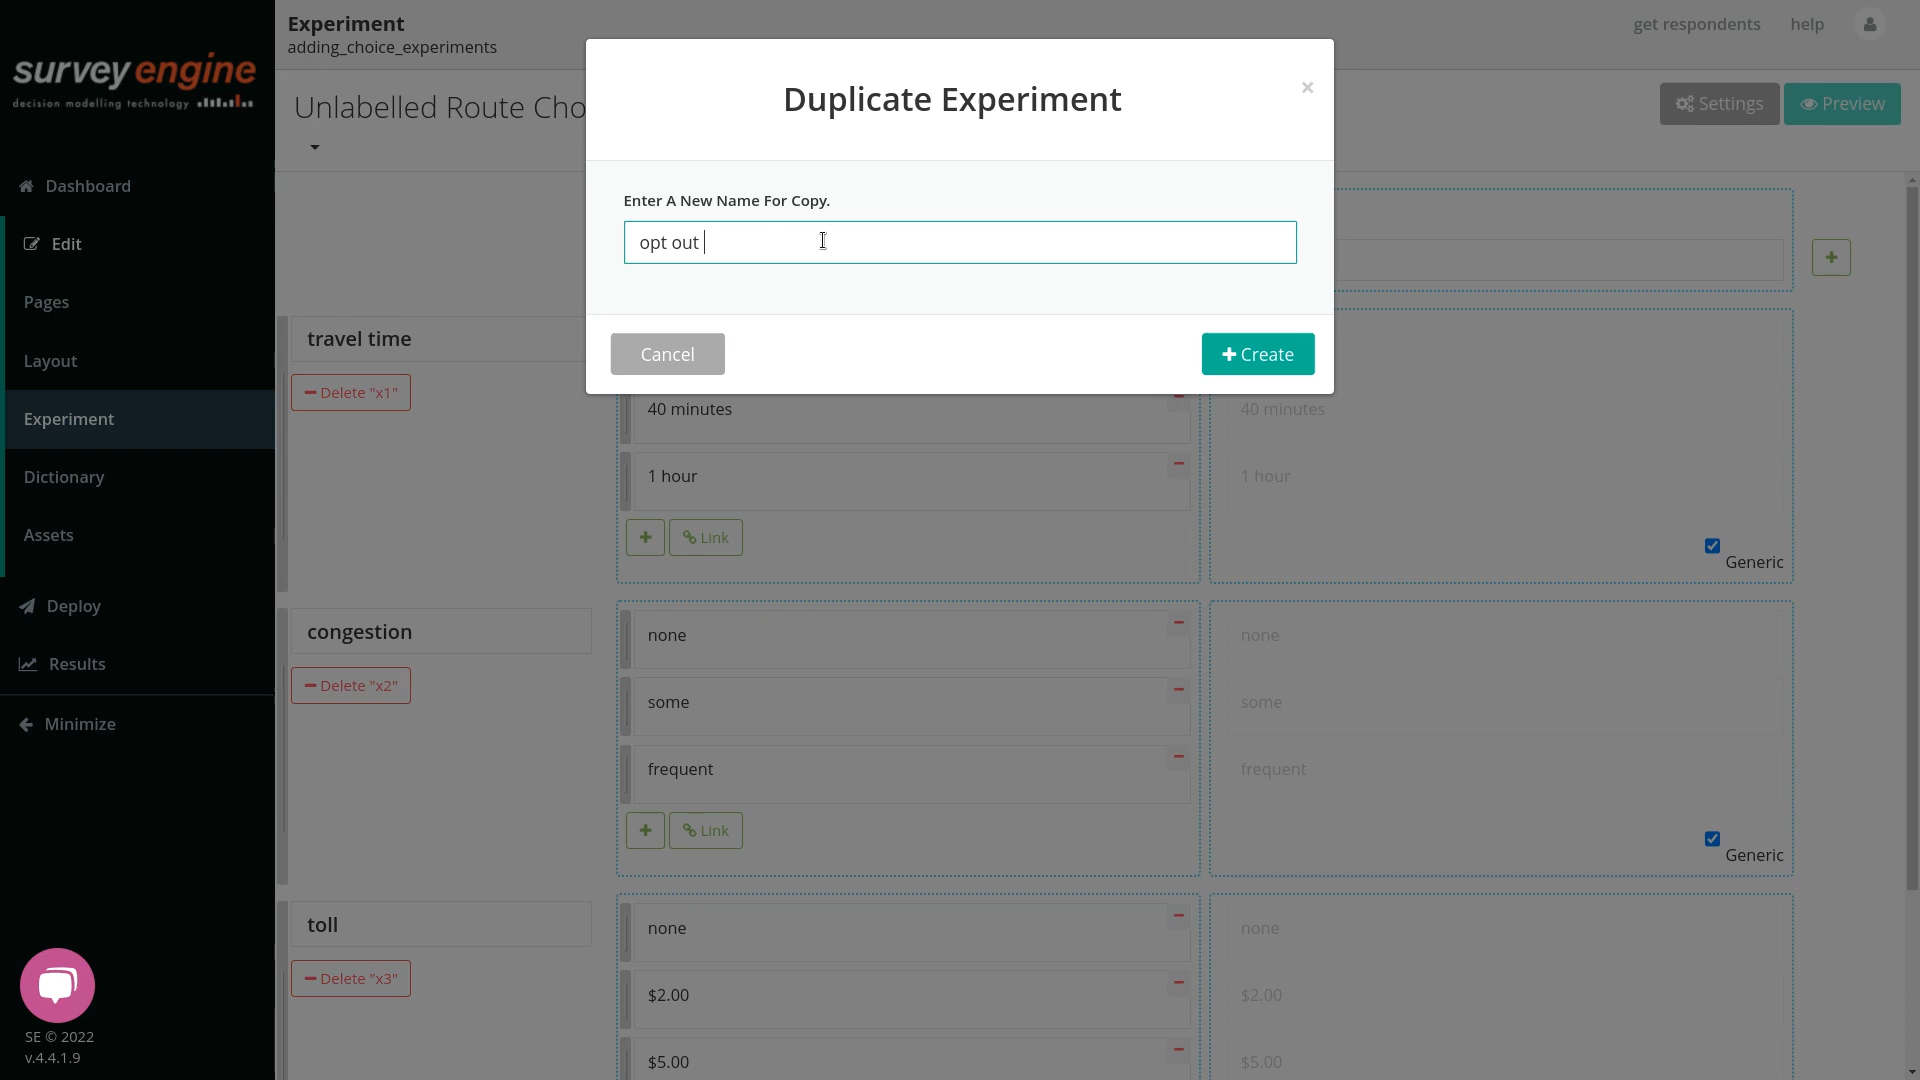 surveyengine
decision modelling technology
Dashboard
Edit
Pages
Layout
Experiment
Dictionary
Assets
Deploy
Results
Minimize
SE © 2022
v.4.4.1.9
Experiment
adding_choice_experiments
get respondents
help
Unlabelled Route Cho
Settings
Preview
Duplicate Experiment
×
Enter A New Name For Copy.
opt out
Cancel
Create
travel time
Delete "x1"
40 minutes
40 minutes
1 hour
1 hour
Link
Generic
congestion
Delete "x2"
none
none
some
some
frequent
frequent
Link
Generic
toll
Delete "x3"
none
none
$2.00
$2.00
$5.00
$5.00